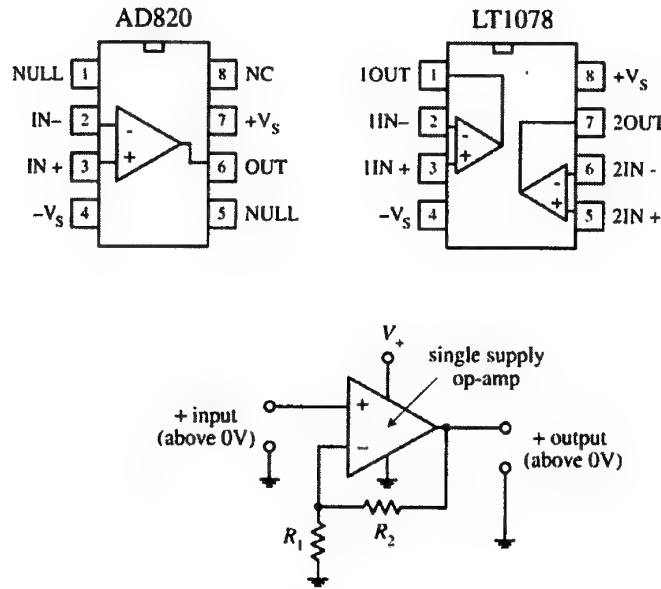 AD820
NULL 1 8 NC
IN- 2 7 +VS
IN + 3 6 OUT
-VS 4 5 NULL
LT1078
1OUT 1 8 +VS
1IN- 2 7 2OUT
1IN + 3 6 2IN -
-VS 4 5 2IN +
V+
single supply
op-amp
+ input
(above 0V)
+ output
(above 0V)
R1
R2